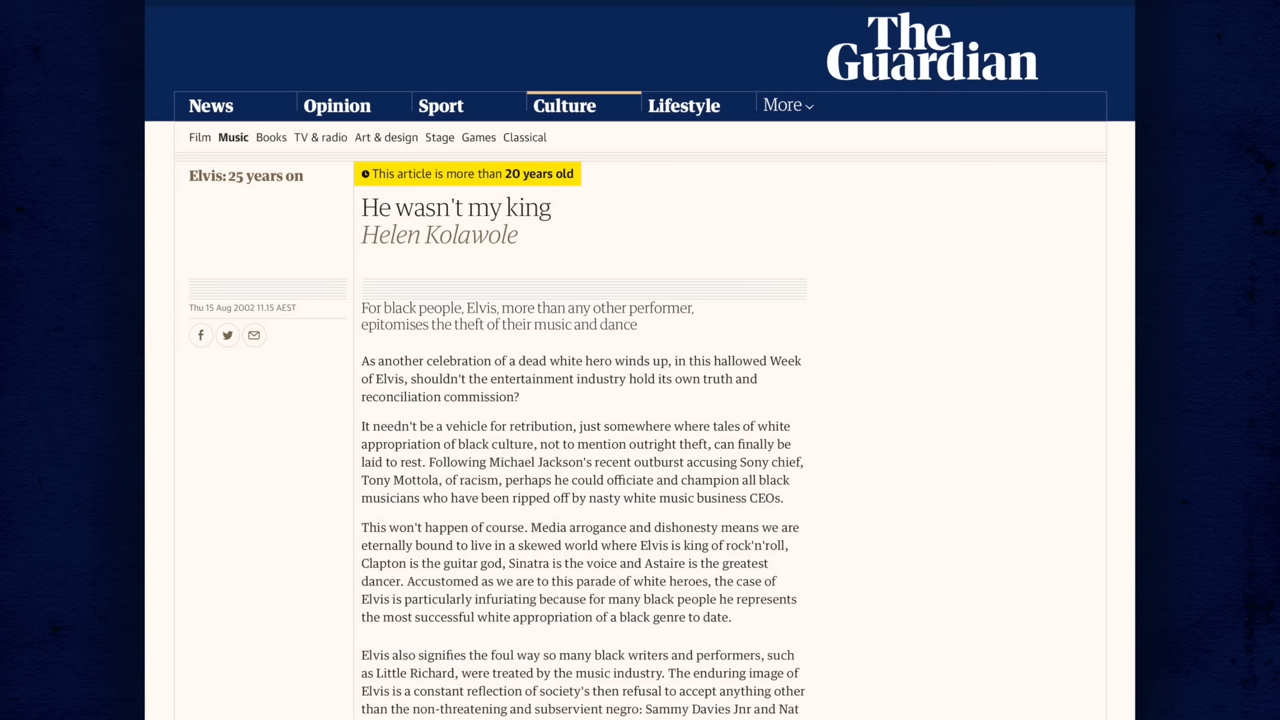 The
Guardian
News
Opinion
Sport
Culture
Lifestyle
More
Film Music Books TV & radio Art & design Stage Games Classical
Elvis: 25 years on
This article is more than 20 years old
He wasn't my king
Helen Kolawole
Thu 15 Aug 2002 11.15 AEST
For black people, Elvis, more than any other performer,
epitomises the theft of their music and dance
As another celebration of a dead white hero winds up, in this hallowed Week
of Elvis, shouldn't the entertainment industry hold its own truth and
reconciliation commission?
It needn't be a vehicle for retribution, just somewhere where tales of white
appropriation of black culture, not to mention outright theft, can finally be
laid to rest. Following Michael Jackson's recent outburst accusing Sony chief,
Tony Mottola, of racism, perhaps he could officiate and champion all black
musicians who have been ripped off by nasty white music business CEOs.
This won't happen of course. Media arrogance and dishonesty means we are
eternally bound to live in a skewed world where Elvis is king of rock'n'roll,
Clapton is the guitar god, Sinatra is the voice and Astaire is the greatest
dancer. Accustomed as we are to this parade of white heroes, the case of
Elvis is particularly infuriating because for many black people he represents
the most successful white appropriation of a black genre to date.
Elvis also signifies the foul way so many black writers and performers, such
as Little Richard, were treated by the music industry. The enduring image of
Elvis is a constant reflection of society's then refusal to accept anything other
than the non-threatening and subservient negro: Sammy Davies Jnr and Nat